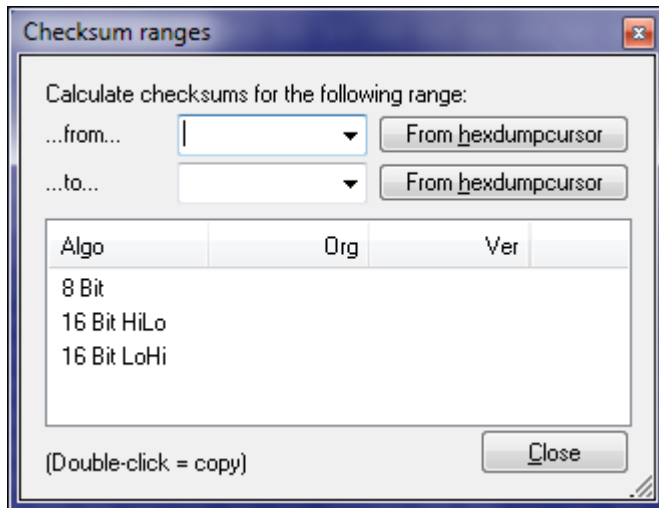 Checksum ranges
Calculate checksums for the following range:
...from... From hexdumpcursor
...to... From hexdumpcursor
Algo Org Ver
8 Bit
16 Bit HiLo
16 Bit LoHi
(Double-click = copy) Close